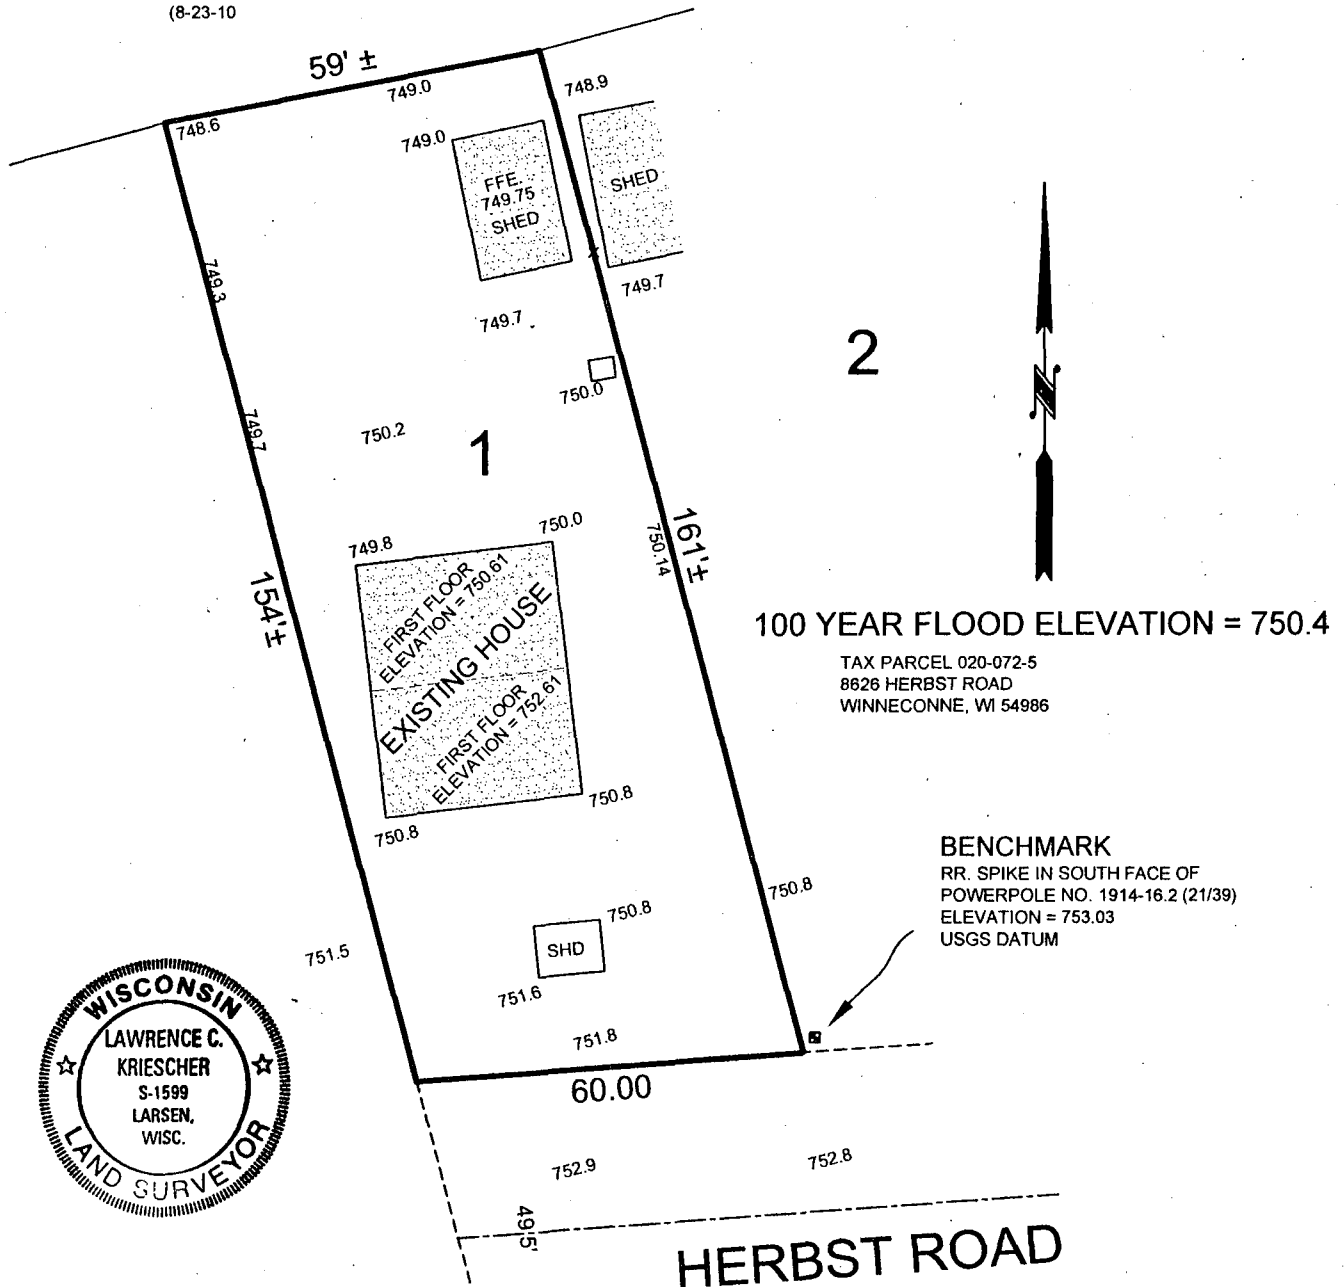 (8-23-10
59' ±
749.0
748.9
748.6
749.0
FFE.
749.75
SHED
SHED
749.3
749.7
749.7
2
N
750.0
749.7
750.2
1
750.0
749.8
161'±
750.14
FIRST FLOOR
ELEVATION = 750.61
EXISTING HOUSE
FIRST FLOOR
ELEVATION = 752.61
154'±
100 YEAR FLOOD ELEVATION = 750.4
TAX PARCEL 020-072-5
8626 HERBST ROAD
WINNECONNE, WI 54986
750.8
750.8
750.8
BENCHMARK
RR. SPIKE IN SOUTH FACE OF
POWERPOLE NO. 1914-16.2 (21/39)
ELEVATION = 753.03
USGS DATUM
750.8
SHD
751.5
751.6
751.8
WISCONSIN
LAWRENCE C.
KRIESCHER
S-1599
LARSEN,
WISC.
LAND SURVEYOR
60.00
752.9
752.8
49.5'
HERBST ROAD